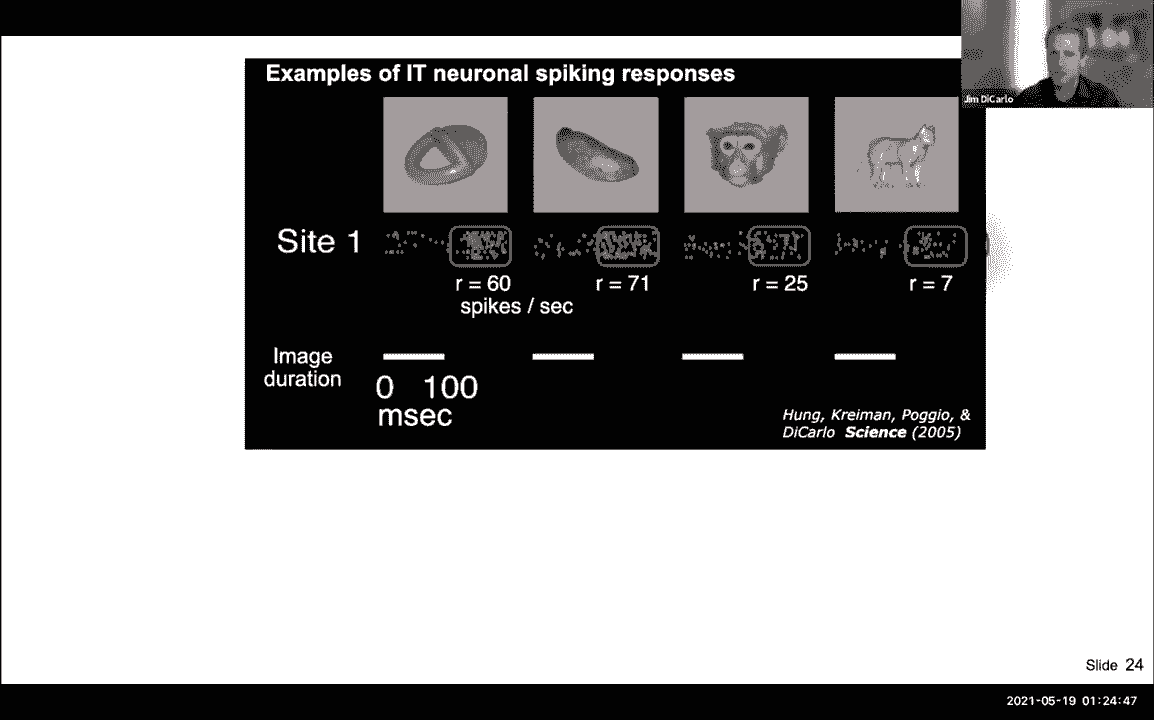 Examples of IT neuronal spiking responses
Jim DiCarlo
Site 1
r = 60
r = 71
r = 25
r = 7
spikes / sec
Image
duration
0 100
msec
Hung, Kreiman, Poggio, &
DiCarlo Science (2005)
Slide 24
2021-05-19 01:24:47